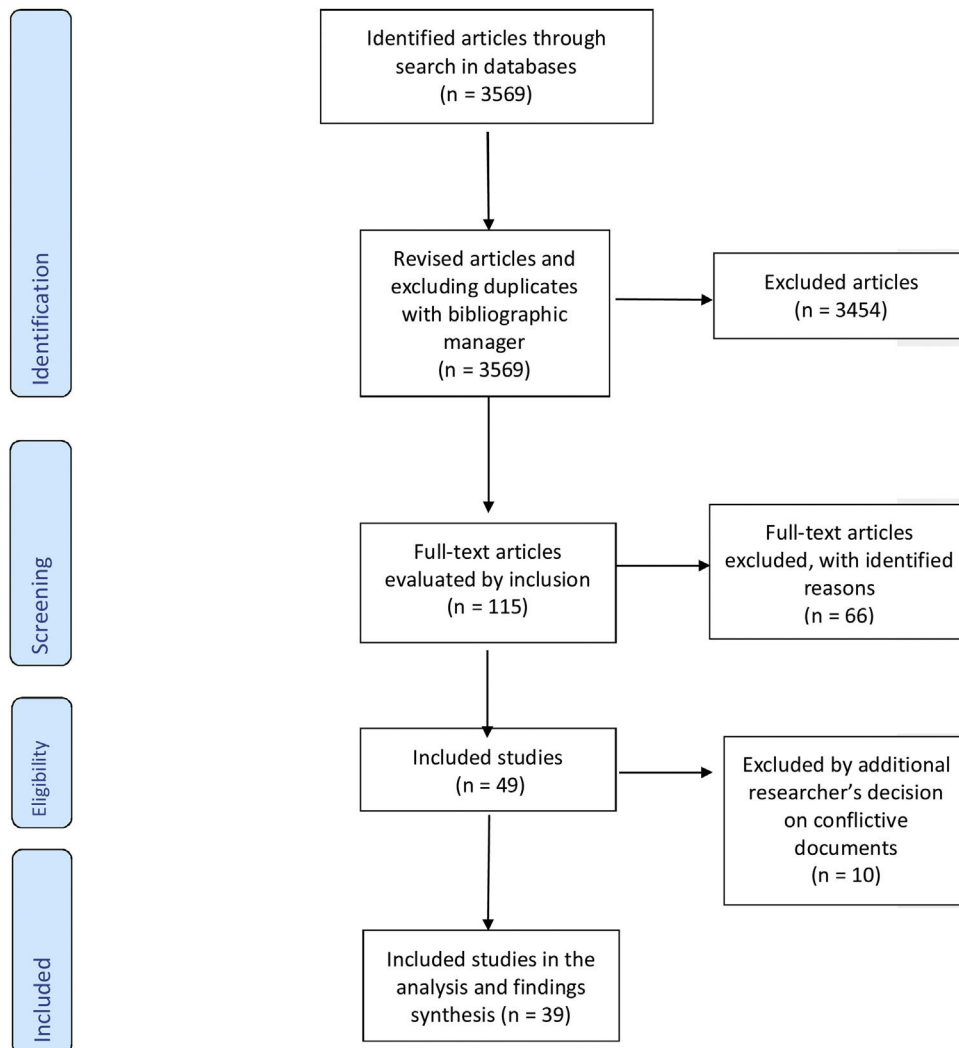 Identification
Identified articles through
search in databases
(n = 3569)
Revised articles and
excluding duplicates
with bibliographic
manager
(n = 3569)
Excluded articles
(n = 3454)
Screening
Full-text articles
evaluated by inclusion
(n = 115)
Full-text articles
excluded, with identified
reasons
(n = 66)
Eligibility
Included studies
(n = 49)
Excluded by additional
researcher’s decision
on conflictive
documents
(n = 10)
Included
Included studies in the
analysis and findings
synthesis (n = 39)